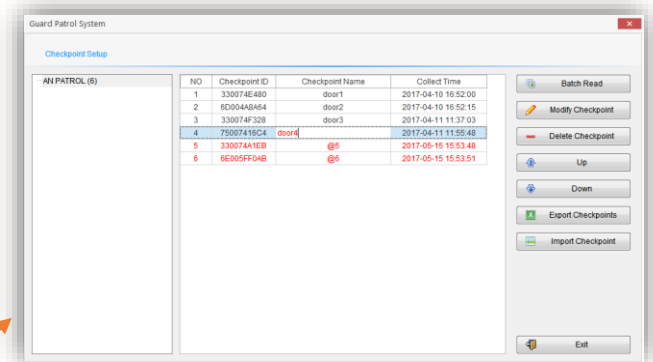 Guard Patrol System
Checkpoint Setup
AN PATROL (6)
NO Checkpoint ID Checkpoint Name Collect Time
1 330074E480 door1 2017-04-10 16:52:00
2 6D004A8A64 door2 2017-04-10 16:52:15
3 330074F328 door3 2017-04-11 11:37:03
4 75007416C4 door4 2017-04-11 11:55:48
5 330074A1EB @5 2017-05-15 15:53:48
6 6E005FF0AB @6 2017-05-15 15:53:51
Batch Read
Modify Checkpoint
Delete Checkpoint
Up
Down
Export Checkpoints
Import Checkpoint
Exit